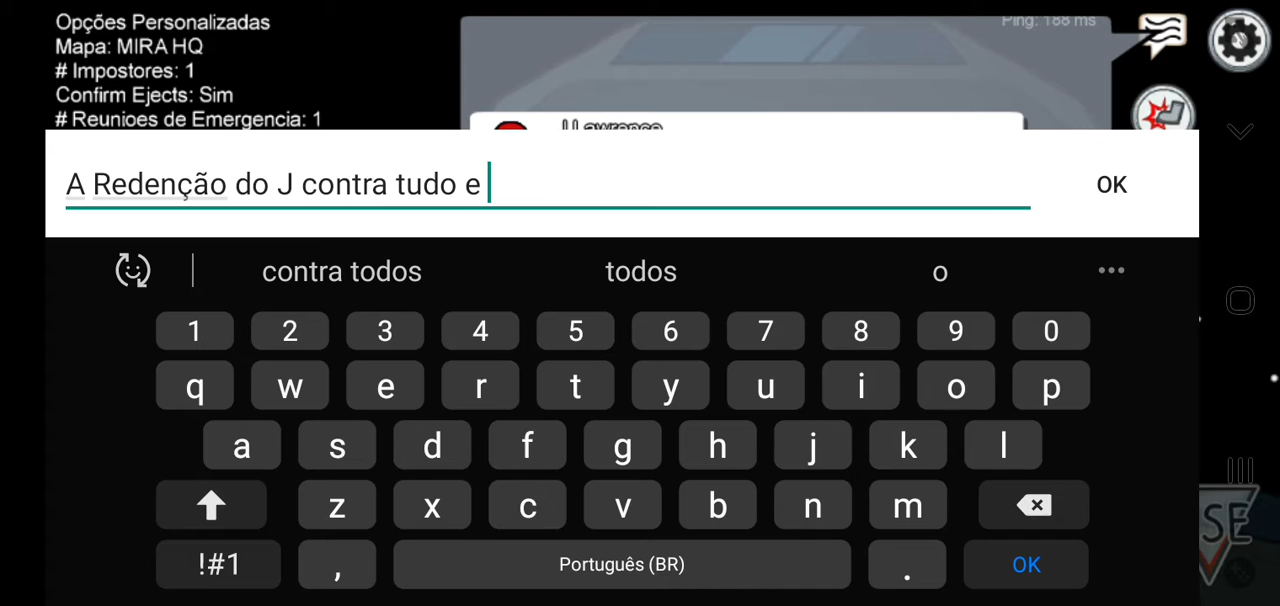 Opções Personalizadas
Mapa: MIRA HQ
# Impostores: 1
Confirm Ejects: Sim
# Reunioes de Emergencia: 1
Ping: 188 ms
A Redenção do J contra tudo e
OK
contra todos todos o
1 2 3 4 5 6 7 8 9 0
q w e r t y u i o p
a s d f g h j k l
z x c v b n m
!#1 , Português (BR) . OK
SE